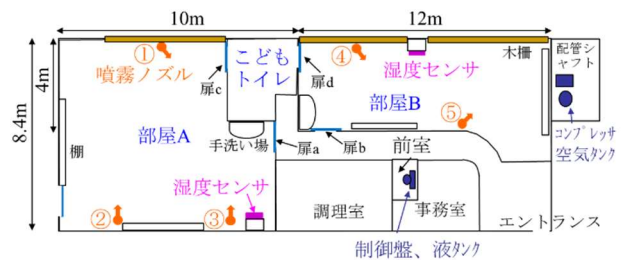 10m
12m
8.4m
4m
①
噴霧ノズル
扉c
こども
トイレ
扉d
④
湿度センサ
木柵
配管シャフト
部屋B
⑤
棚
部屋A
手洗い場
扉a
扉b
前室
コンプレッサ
空気タンク
湿度センサ
②
③
調理室
事務室
エントランス
制御盤、液タンク